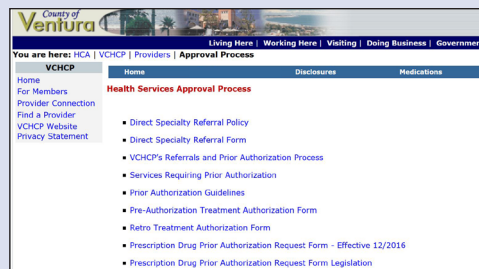 County of
Ventura
Living Here | Working Here | Visiting | Doing Business |
You are here: HCA | VCHCP | Providers | Approval Process
VCHCP
Home Disclosures Medications
Home
For Members
Provider Connection
Find a Provider
VCHCP Website
Privacy Statement
Health Services Approval Process
Direct Specialty Referral Policy
Direct Specialty Referral Form
VCHCP's Referrals and Prior Authorization Process
Services Requiring Prior Authorization
Prior Authorization Guidelines
Pre-Authorization Treatment Authorization Form
Retro Treatment Authorization Form
Prescription Drug Prior Authorization Request Form - Effective 12/2016
Prescription Drug Prior Authorization Request Form Legislation